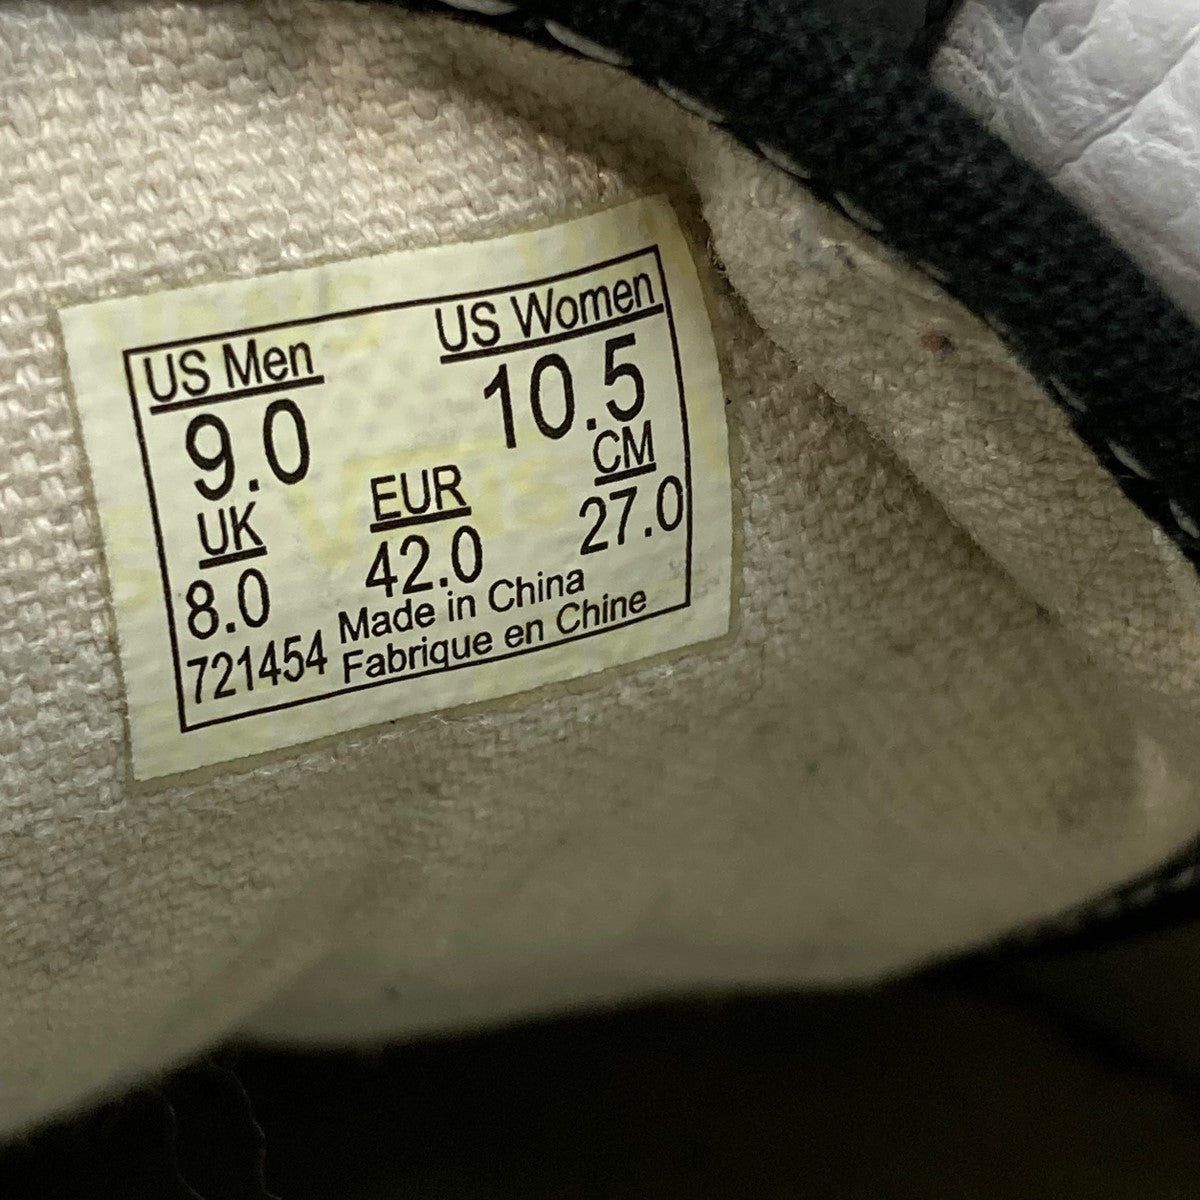 US Men US Women
9.0 10.5
UK EUR CM
8.0 42.0 27.0
Made in China
721454 Fabrique en Chine